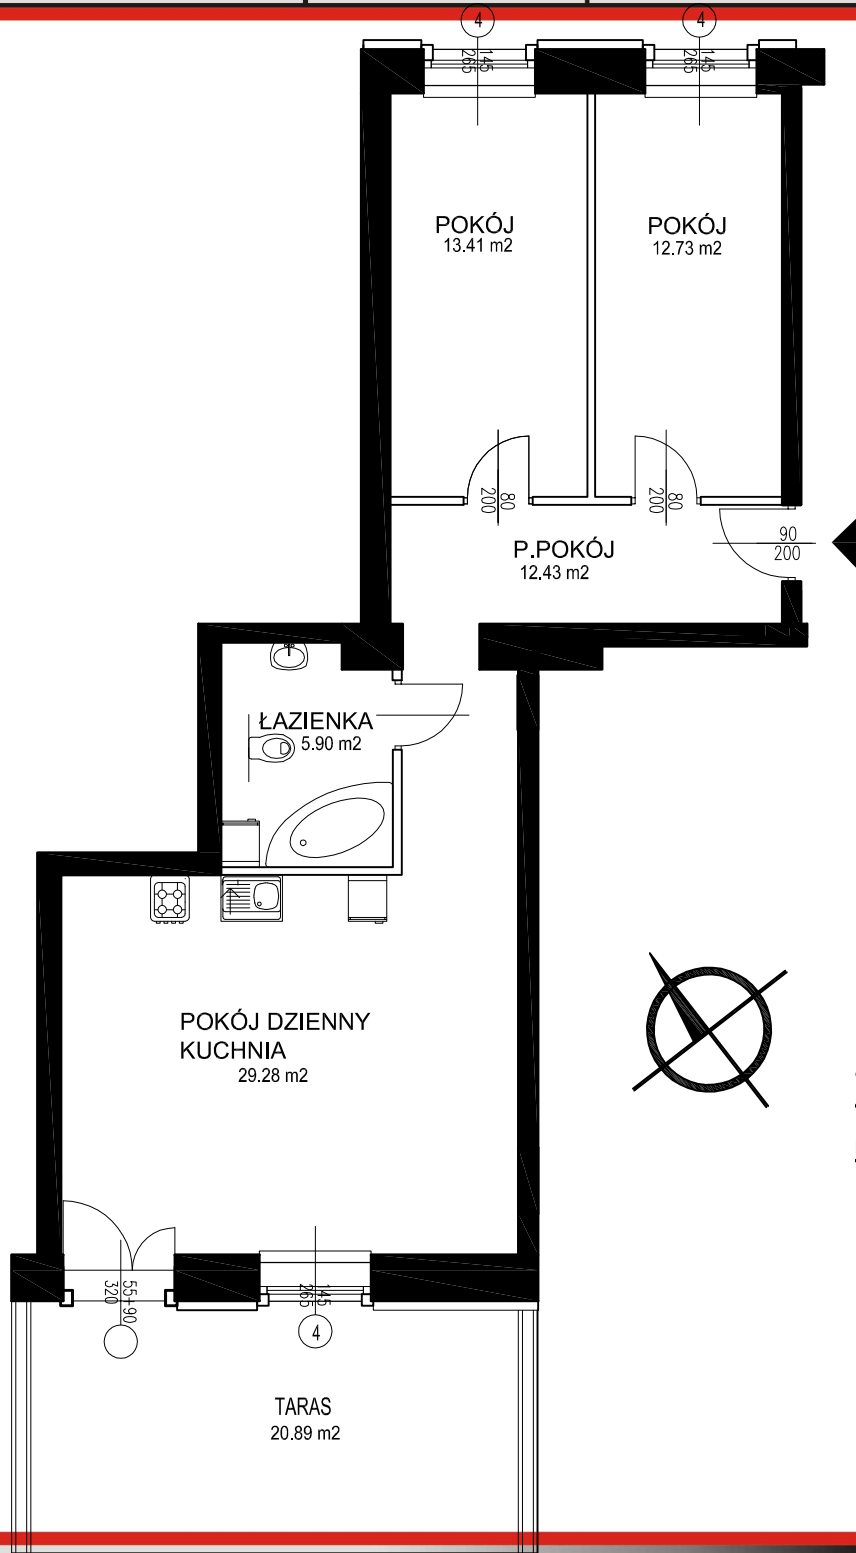 4
4
145
265
145
265
POKÓJ
13.41 m2
POKÓJ
12.73 m2
80
200
80
200
90
200
P.POKÓJ
12.43 m2
ŁAZIENKA
5.90 m2
POKÓJ DZIENNY
KUCHNIA
29.28 m2
55+90
320
145
265
4
TARAS
20.89 m2